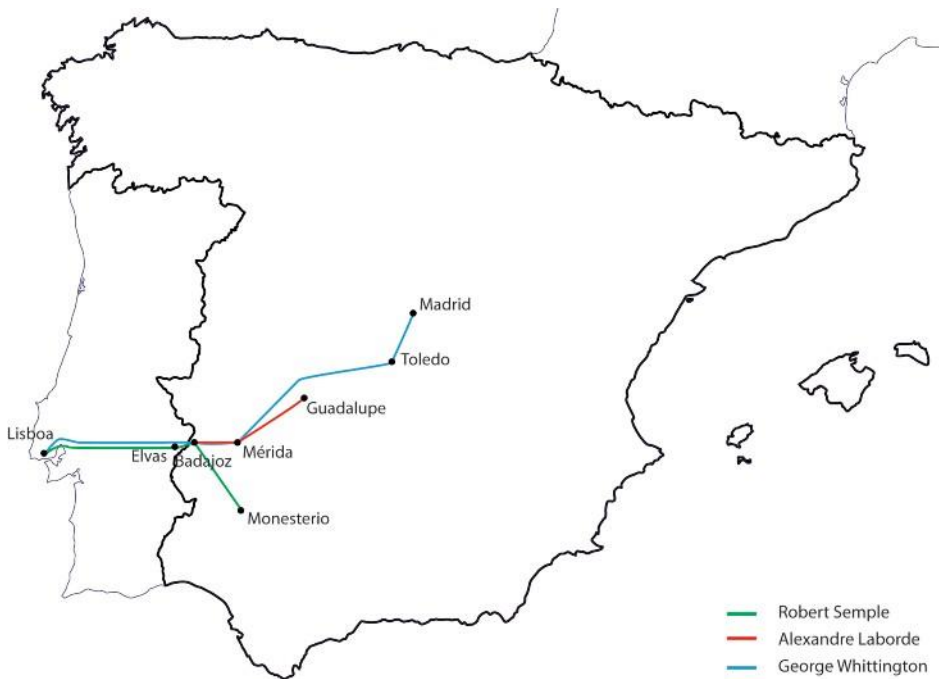 Madrid
Toledo
Guadalupe
Lisboa
Elvas
Badajoz
Mérida
Monesterio
Robert Semple
Alexandre Laborde
George Whittington